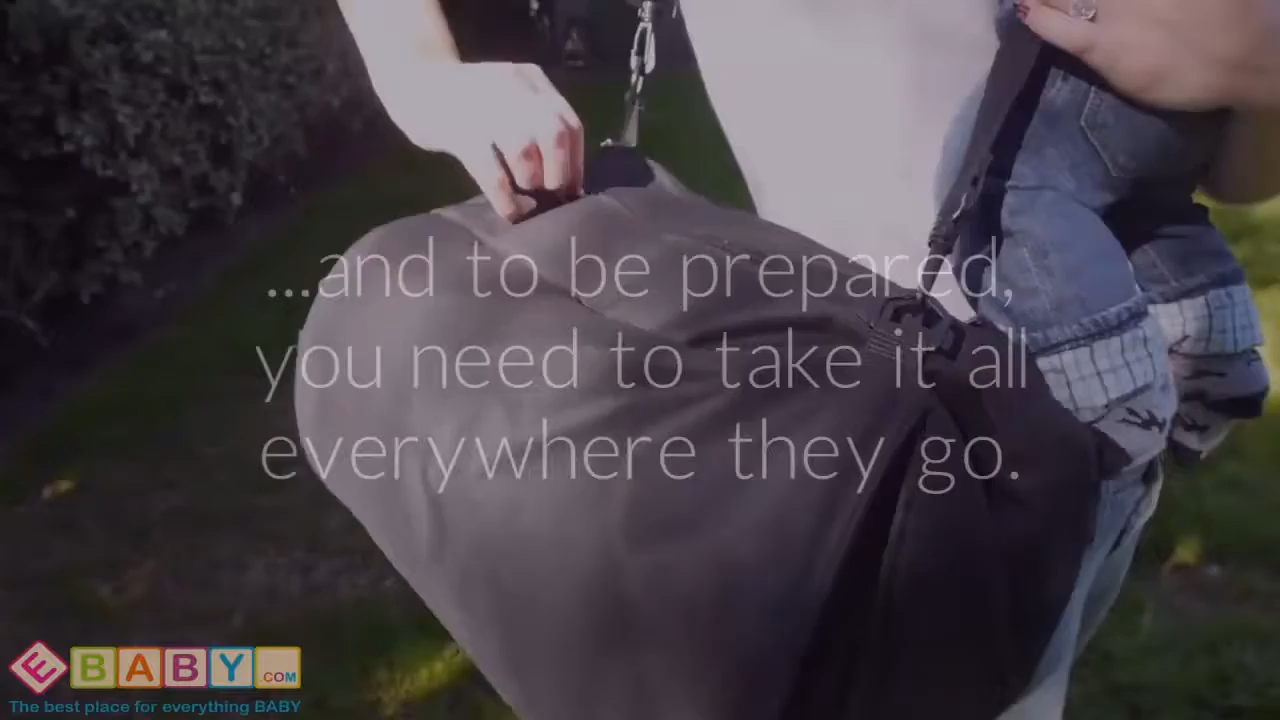 ...and to be prepared,
you need to take it all
everywhere they go.
EBABY.COM
The best place for everything BABY